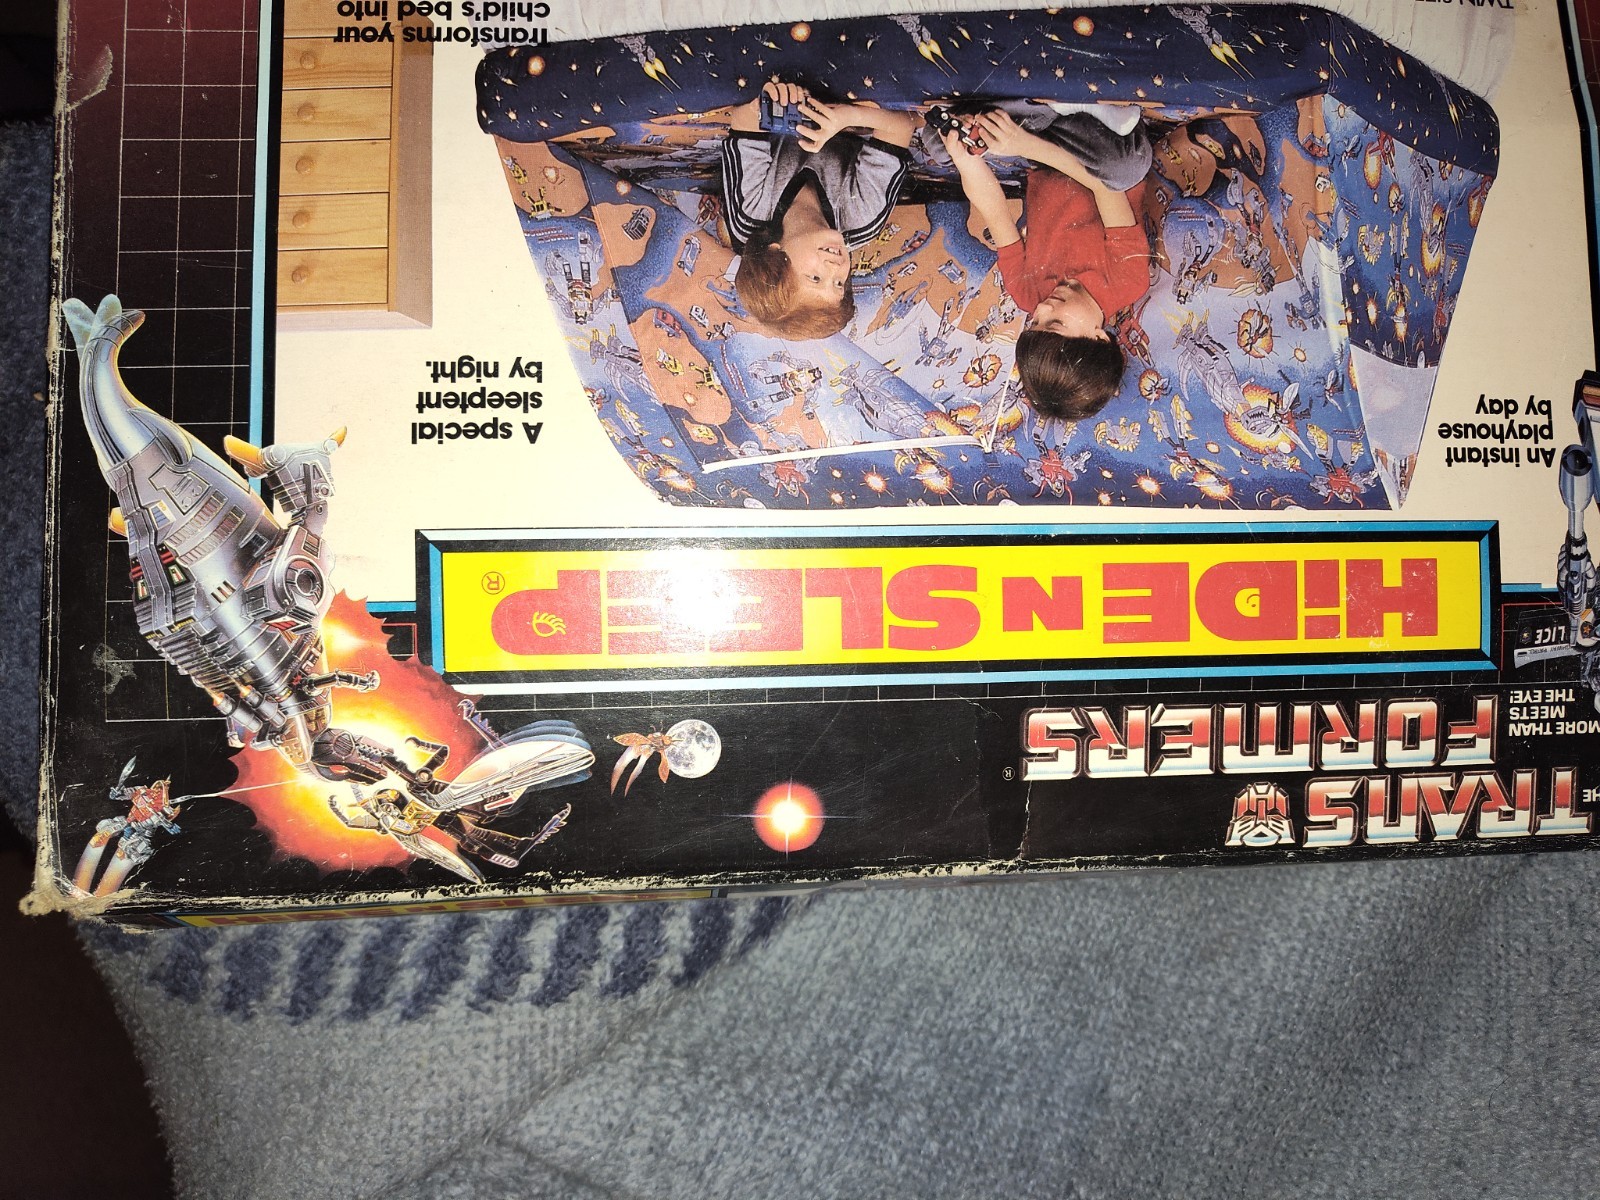 THE
TRANS
FORMERS®
MORE THAN
MEETS
THE EYE!
LICE
HiDE N SLEEP®
An instant
playhouse
by day
A special
sleeptent
by night.
Transforms your
child's bed into